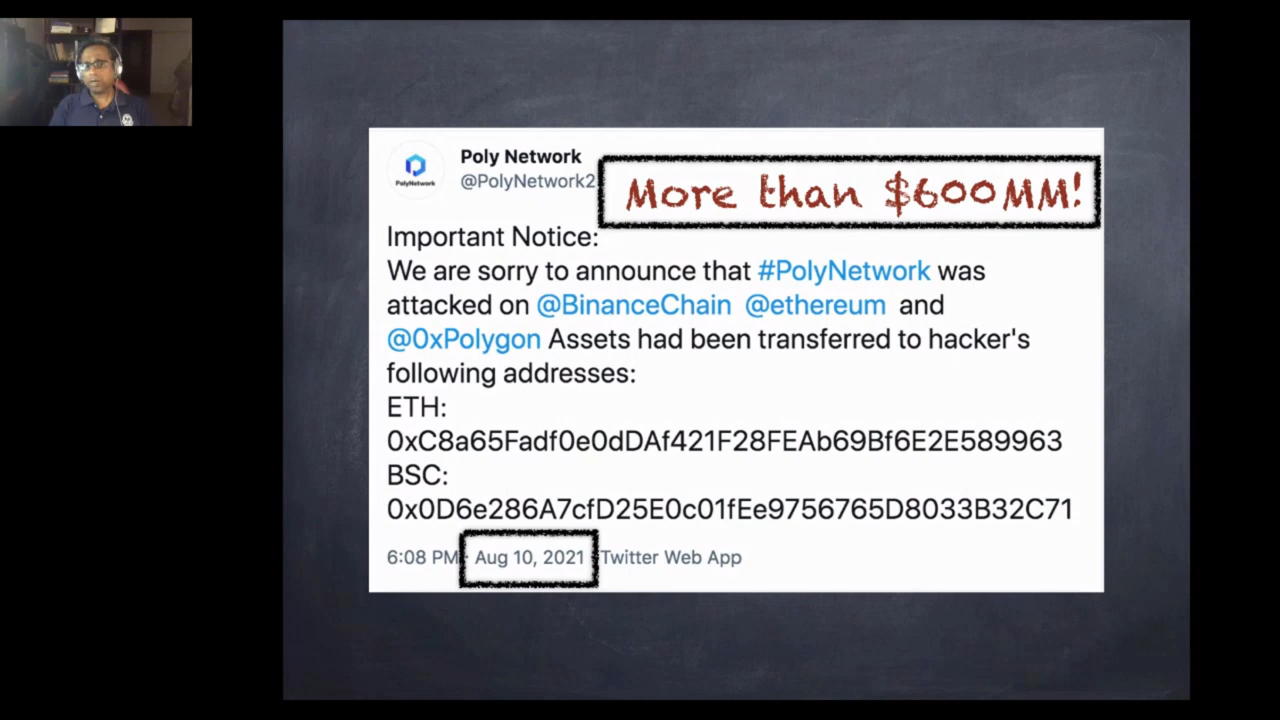 Poly Network
@PolyNetwork2
More than $600MM!
PolyNetwork
Important Notice:
We are sorry to announce that #PolyNetwork was
attacked on @BinanceChain @ethereum and
@0xPolygon Assets had been transferred to hacker's
following addresses:
ETH:
0xC8a65Fadf0e0dDAf421F28FEAb69Bf6E2E589963
BSC:
0x0D6e286A7cfD25E0c01fEe9756765D8033B32C71
6:08 PM · Aug 10, 2021 · Twitter Web App